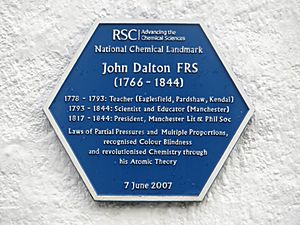 RSC | Advancing the
Chemical Sciences
National Chemical Landmark
John Dalton FRS
(1766 - 1844)
1778 - 1793: Teacher (Eaglesfield, Pardshaw, Kendal)
1793 - 1844: Scientist and Educator (Manchester)
1817 - 1844: President, Manchester Lit & Phil Soc
Laws of Partial Pressures and Multiple Proportions,
recognised Colour Blindness
and revolutionised Chemistry through
his Atomic Theory
7 June 2007